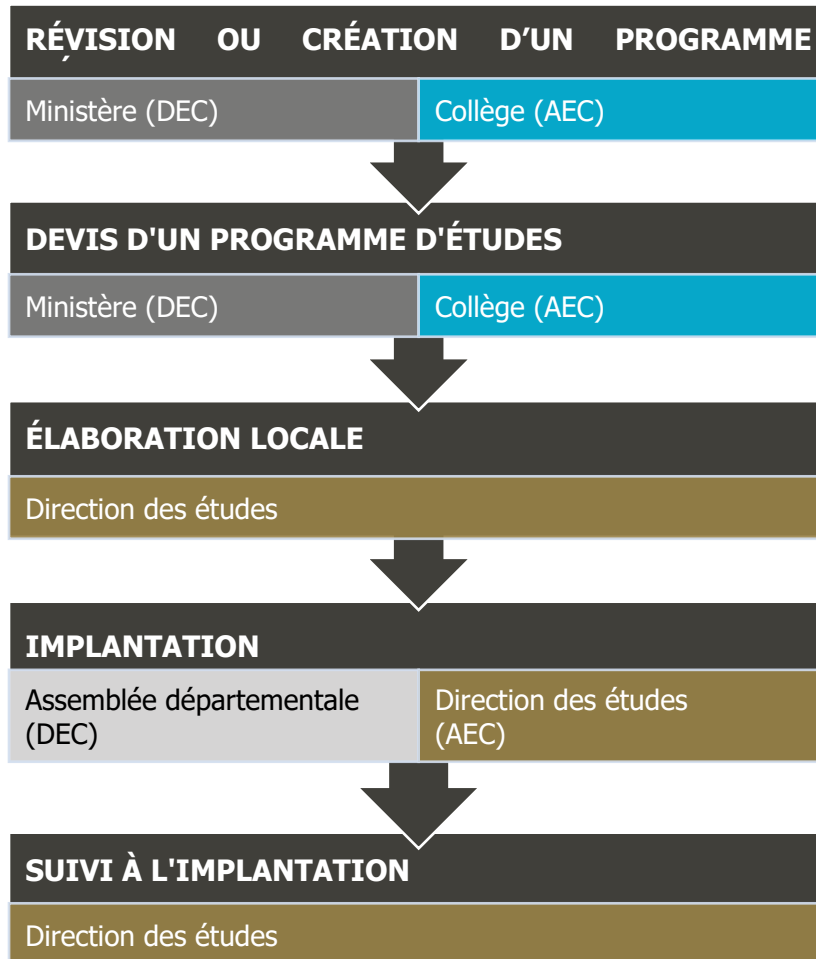 RÉVISION OU CRÉATION D’UN PROGRAMME
Ministère (DEC)
Collège (AEC)
DEVIS D'UN PROGRAMME D'ÉTUDES
Ministère (DEC)
Collège (AEC)
ÉLABORATION LOCALE
Direction des études
IMPLANTATION
Assemblée départementale
(DEC)
Direction des études
(AEC)
SUIVI À L'IMPLANTATION
Direction des études